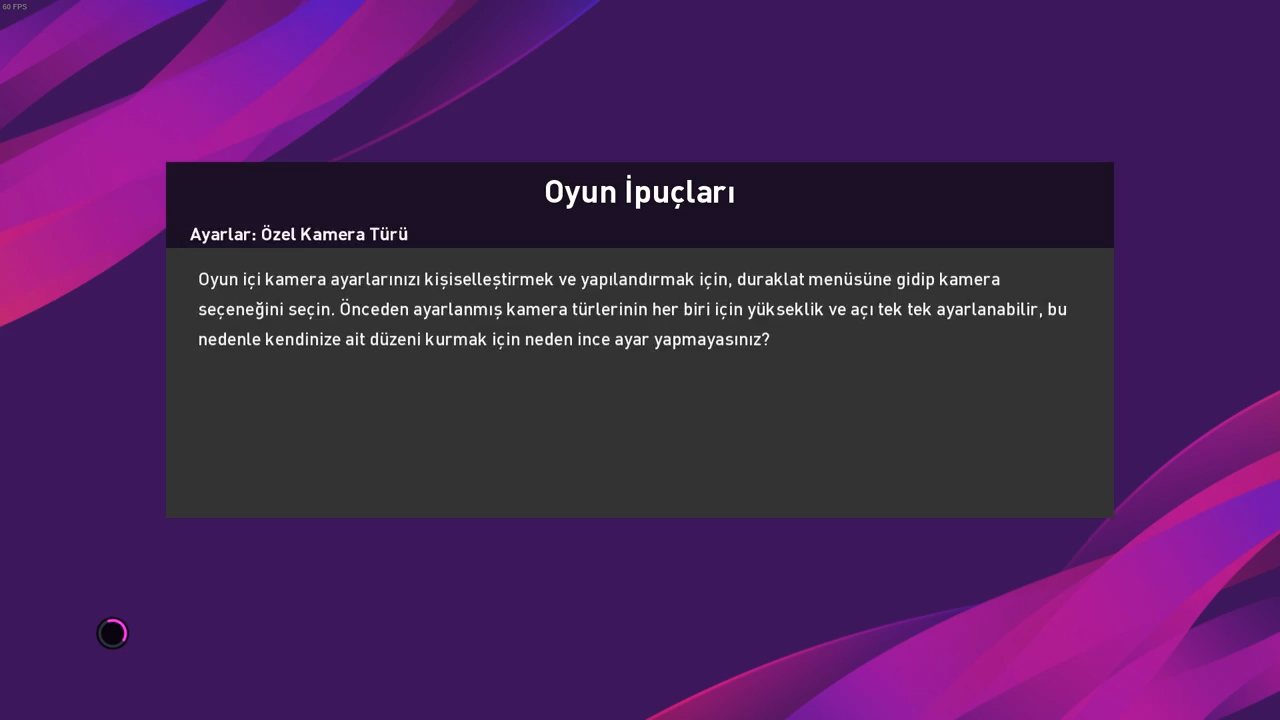 60 FPS
Oyun İpuçları
Ayarlar: Özel Kamera Türü
Oyun içi kamera ayarlarınızı kişiselleştirmek ve yapılandırmak için, duraklat menüsüne gidip kamera
seçeneğini seçin. Önceden ayarlanmış kamera türlerinin her biri için yükseklik ve açı tek tek ayarlanabilir, bu
nedenle kendinize ait düzeni kurmak için neden ince ayar yapmayasınız?